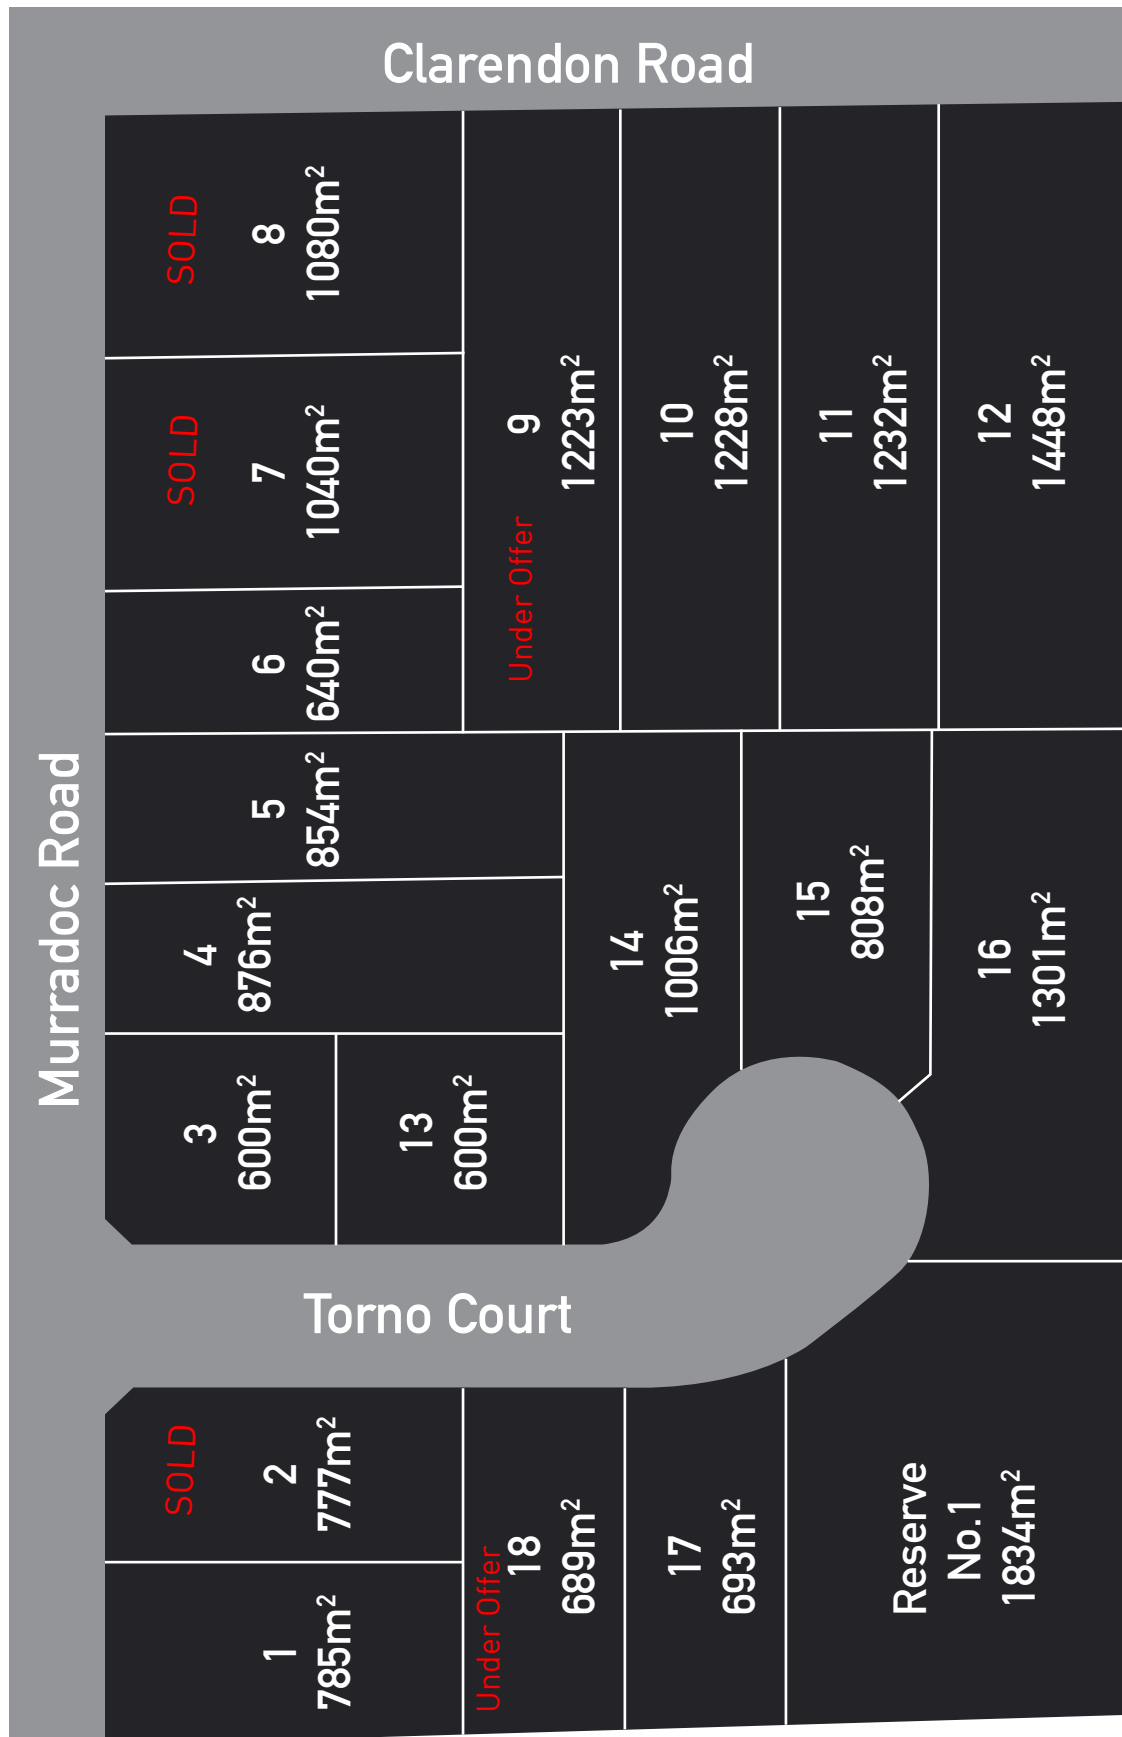 Clarendon Road
Murradoc Road
SOLD
8
1080m²
SOLD
7
1040m²
6
640m²
5
854m²
4
876m²
3
600m²
13
600m²
Under Offer
9
1223m²
10
1228m²
11
1232m²
12
1448m²
14
1006m²
15
808m²
16
1301m²
Torno Court
SOLD
2
777m²
1
785m²
Under Offer
18
689m²
17
693m²
Reserve
No.1
1834m²